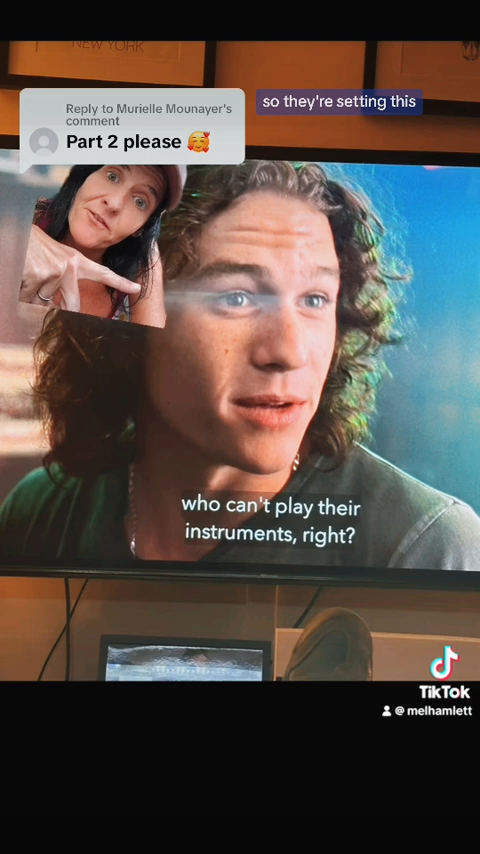 NEW YORK
so they're setting this
Reply to Murielle Mounayer's
comment
Part 2 please 🥰
who can't play their
instruments, right?
TikTok
@ melhamlett